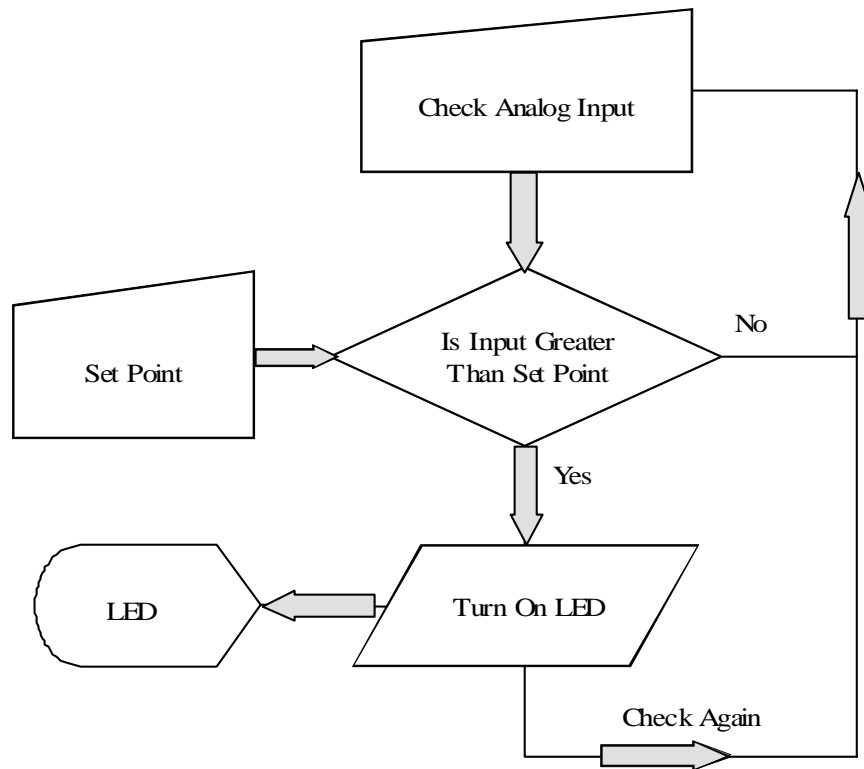 Check Analog Input
Is Input Greater
Than Set Point
No
Set Point
Yes
LED
Turn On LED
Check Again